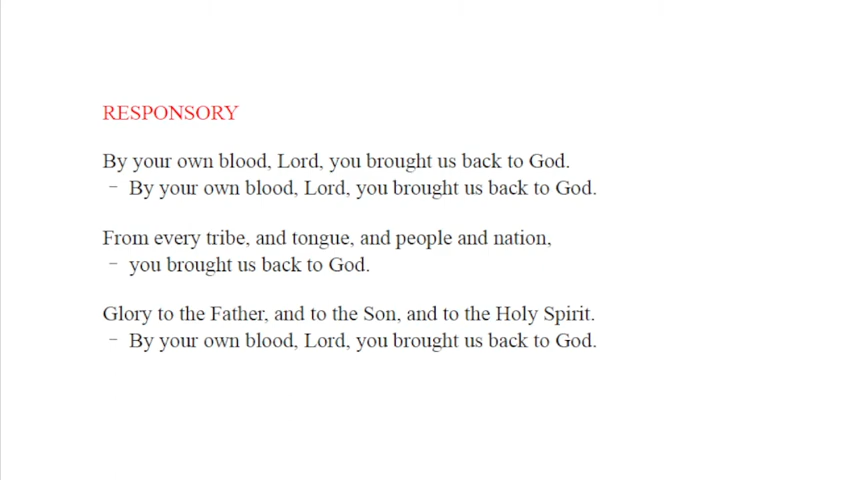 RESPONSORY
By your own blood, Lord, you brought us back to God.
- By your own blood, Lord, you brought us back to God.
From every tribe, and tongue, and people and nation,
- you brought us back to God.
Glory to the Father, and to the Son, and to the Holy Spirit.
- By your own blood, Lord, you brought us back to God.